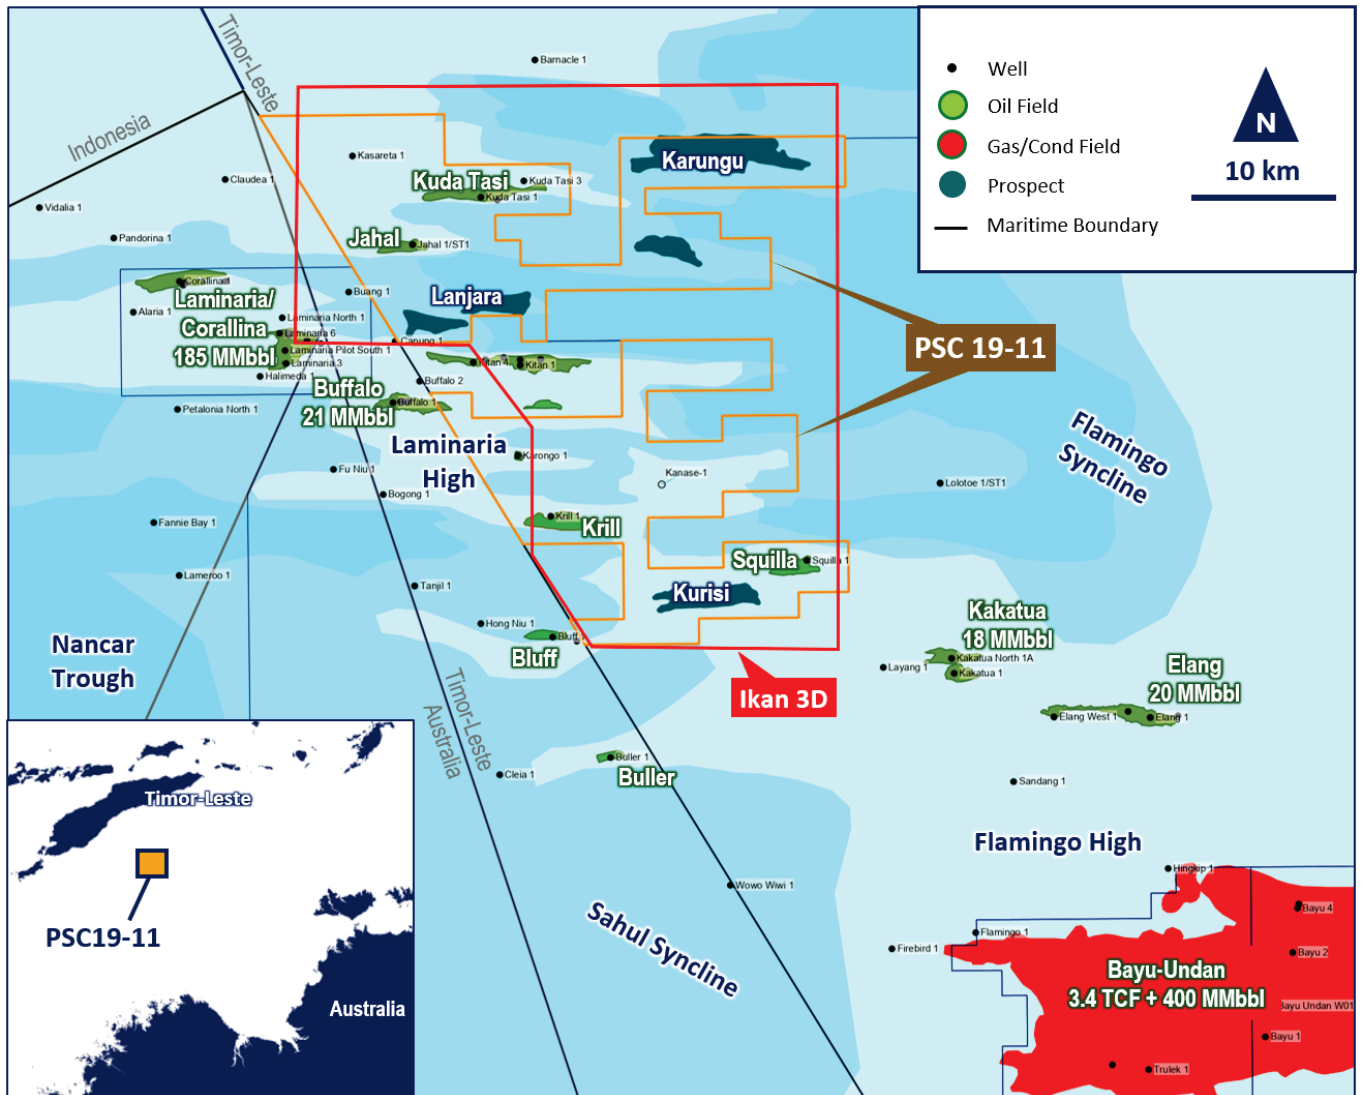 Timor-Leste
Indonesia
Barnacle 1
Well
Oil Field
Gas/Cond Field
Prospect
Maritime Boundary
N
10 km
Kasareta 1
Claudea 1
Vidalia 1
Pandorina 1
Kuda Tasi
Kuda Tasi 3
Kuda Tasi 1
Karungu
Jahal
Jahal 1/ST1
Corallina 1
Laminaria/
Corallina
185 MMbbl
Alaria 1
Buang 1
Lanjara
Laminaria North 1
Laminaria 6
Laminaria Pilot South 1
Laminaria 3
Halimeda 1
Petalonia North 1
Capung 1
Kitan 4
Kitan 1
Buffalo 2
Buffalo
21 MMbbl
Buffalo 1
PSC 19-11
Laminaria
High
Karongo 1
Kanase-1
Flamingo
Syncline
Lolotoe 1/ST1
Fu Niu 1
Bogong 1
Fannie Bay 1
Lameroo 1
Krill 1
Krill
Squilla
Squilla 1
Kurisi
Tanjil 1
Hong Niu 1
Bluff 1
Bluff
Nancar
Trough
Kakatua
18 MMbbl
Kakatua North 1A
Kakatua 1
Layang 1
Elang
20 MMbbl
Elang West 1
Elang 1
Ikan 3D
Timor-Leste
Australia
Cleia 1
Buller 1
Buller
Sandang 1
Flamingo High
Wowo Wiwi 1
Sahul Syncline
Hingkip 1
Flamingo 1
Firebird 1
Bayu 4
Bayu 2
Bayu-Undan
3.4 TCF + 400 MMbbl
Bayu Undan W01
Bayu 1
Trulek 1
Timor-Leste
PSC19-11
Australia